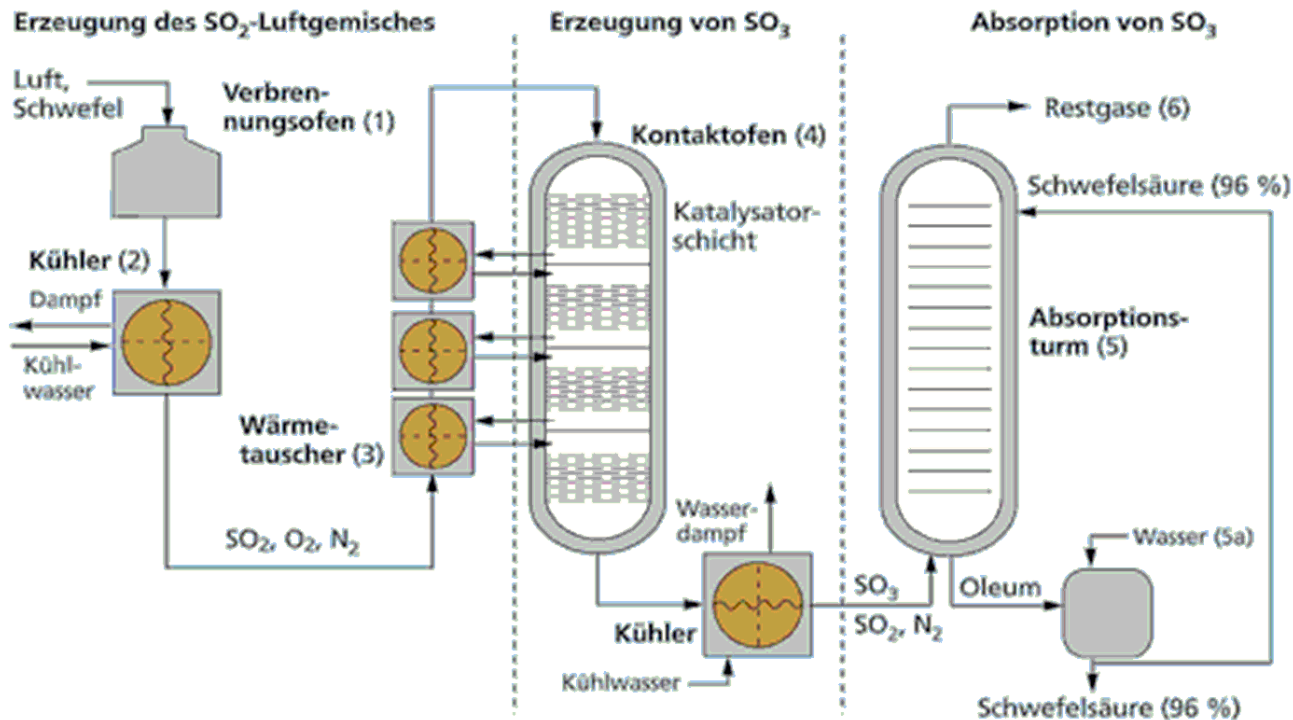 Erzeugung des SO₂-Luftgemisches
Erzeugung von SO₃
Absorption von SO₃
Luft,
Schwefel
Verbren-
nungsofen (1)
Kühler (2)
Dampf
Kühl-
wasser
Wärme-
tauscher (3)
SO₂, O₂, N₂
Kontaktofen (4)
Katalysator-
schicht
Wasser-
dampf
Kühler
Kühlwasser
SO₃
SO₂, N₂
Restgase (6)
Schwefelsäure (96 %)
Absorptions-
turm (5)
Wasser (5a)
Oleum
Schwefelsäure (96 %)